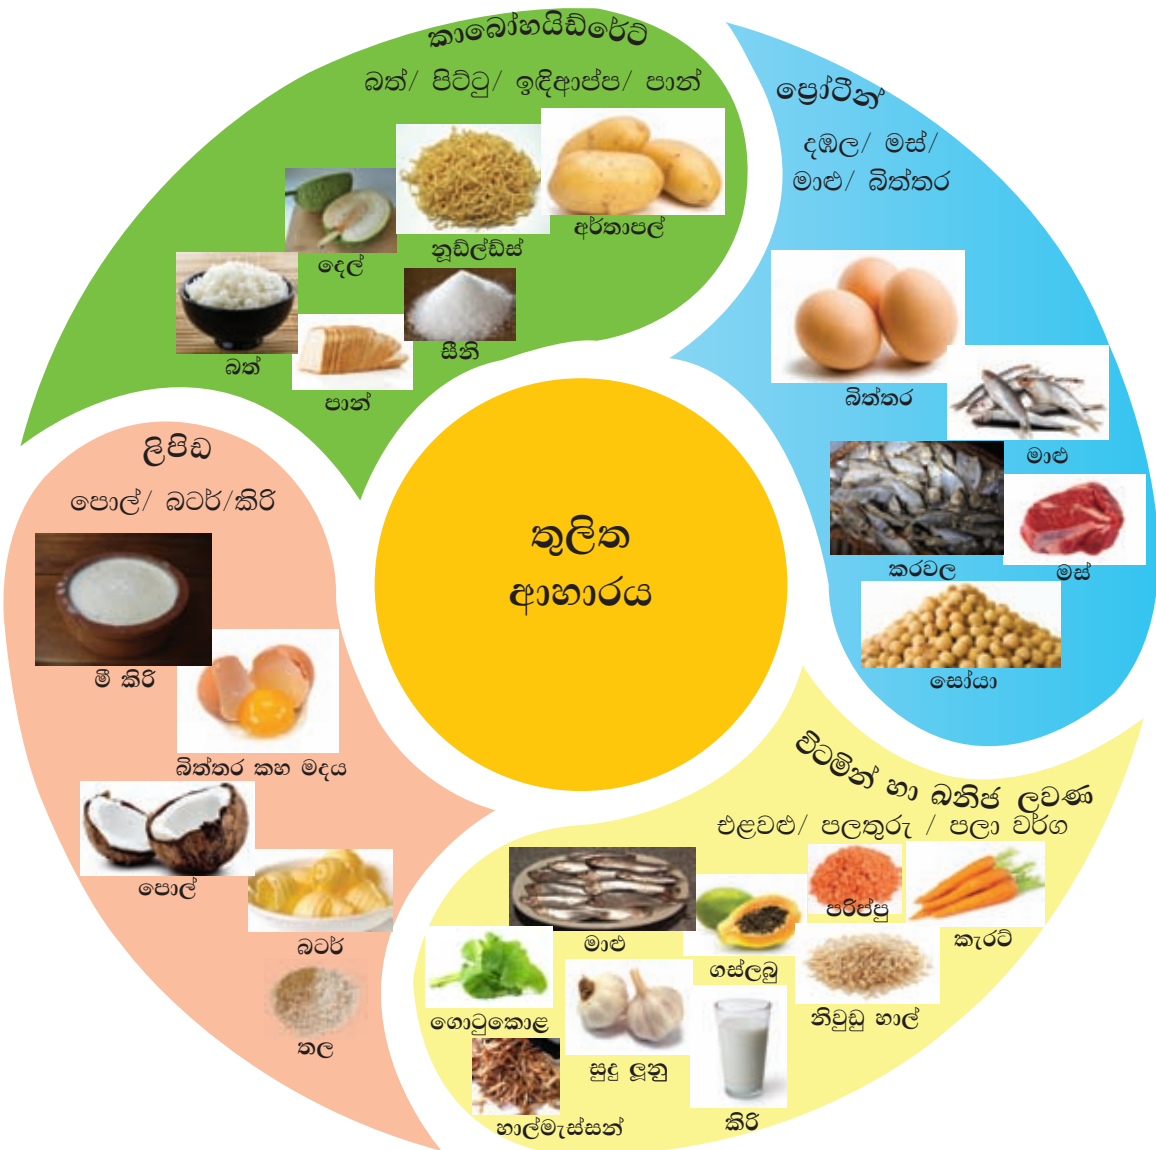 කාබෝහයිඩ්රේට්
බත්/ පිට්ටු/ ඉඳිආප්ප/ පාන්
අර්තාපල්
නූඩ්ල්ඩ්ස්
දෙල්
සීනි
බත්
පාන්
ප්‍රෝටීන්
දඹල/ මස්/
මාළු/ බිත්තර
බිත්තර
මාළු
කරවල
මස්
සෝයා
ලිපිඩ
පොල්/ බටර්/කිරි
මී කිරි
බිත්තර කහ මදය
පොල්
බටර්
තල
තුලිත
ආහාරය
විටමින් හා ඛනිජ ලවණ
එළවළු/ පලතුරු / පලා වර්ග
පරිප්පු
කැරට්
මාළු
ගස්ලබු
නිවුඩු හාල්
ගොටුකොළ
සුදු ලූනු
කිරි
හාල්මැස්සන්